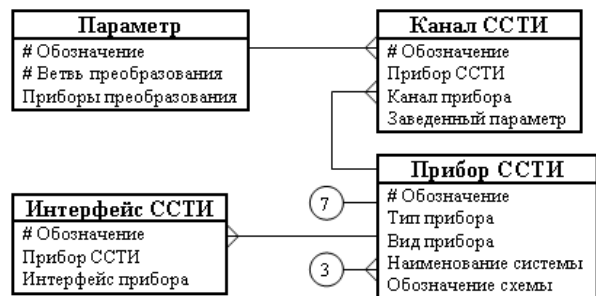 Параметр
# Обозначение
# Ветвь преобразования
Приборы преобразования
Канал ССТИ
# Обозначение
Прибор ССТИ
Канал прибора
Заведенный параметр
Интерфейс ССТИ
# Обозначение
Прибор ССТИ
Интерфейс прибора
7
3
Прибор ССТИ
# Обозначение
Тип прибора
Вид прибора
Наименование системы
Обозначение схемы